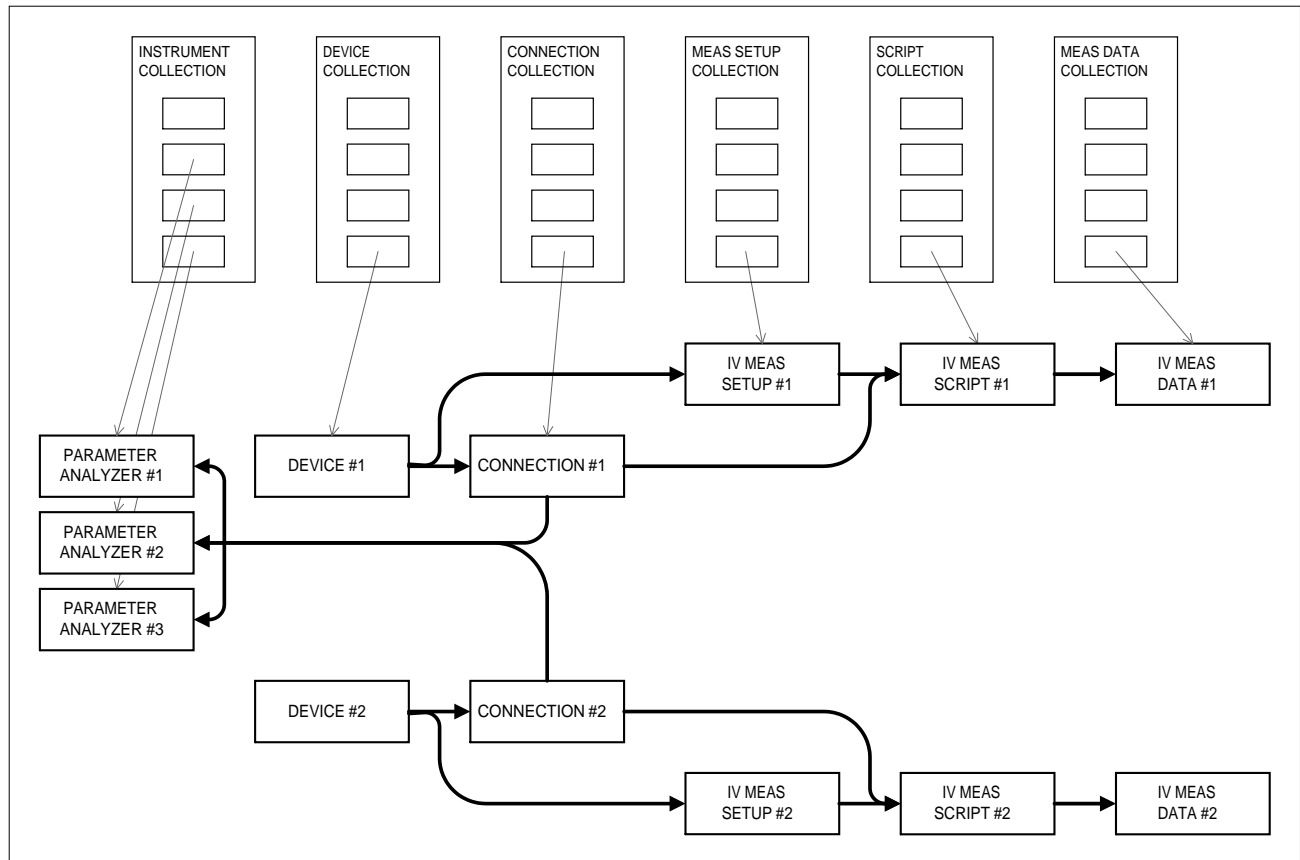 INSTRUMENT
COLLECTION
DEVICE
COLLECTION
CONNECTION
COLLECTION
MEAS SETUP
COLLECTION
SCRIPT
COLLECTION
MEAS DATA
COLLECTION
IV MEAS
SETUP #1
IV MEAS
SCRIPT #1
IV MEAS
DATA #1
PARAMETER
ANALYZER #1
DEVICE #1
CONNECTION #1
PARAMETER
ANALYZER #2
PARAMETER
ANALYZER #3
DEVICE #2
CONNECTION #2
IV MEAS
SETUP #2
IV MEAS
SCRIPT #2
IV MEAS
DATA #2